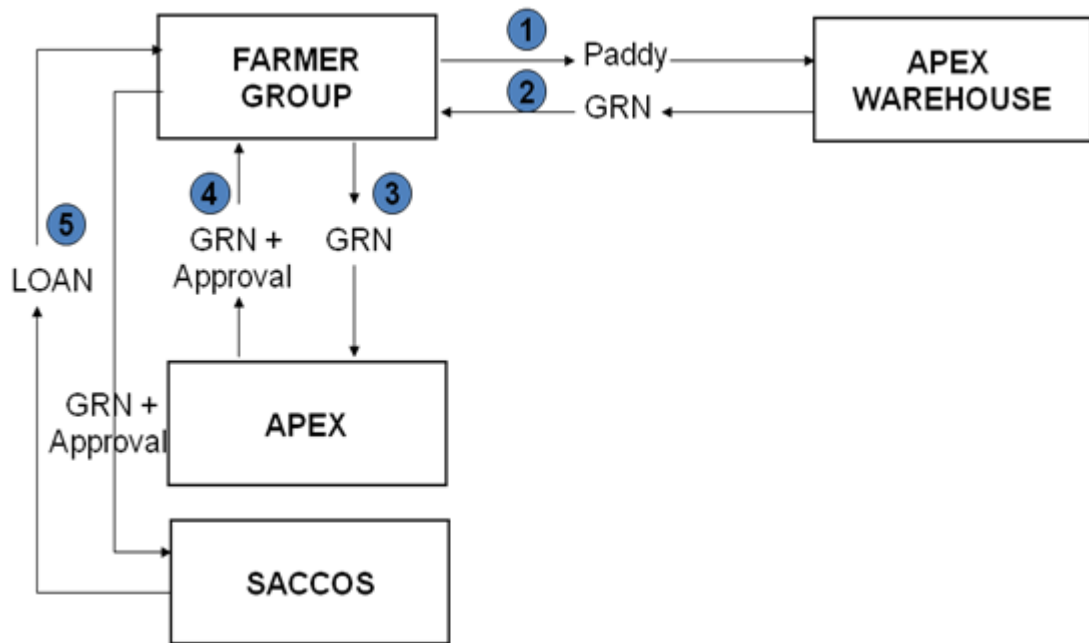 FARMER
GROUP
1
Paddy
APEX
WAREHOUSE
2
GRN
4
3
GRN +
Approval
GRN
5
LOAN
GRN +
Approval
APEX
SACCOS